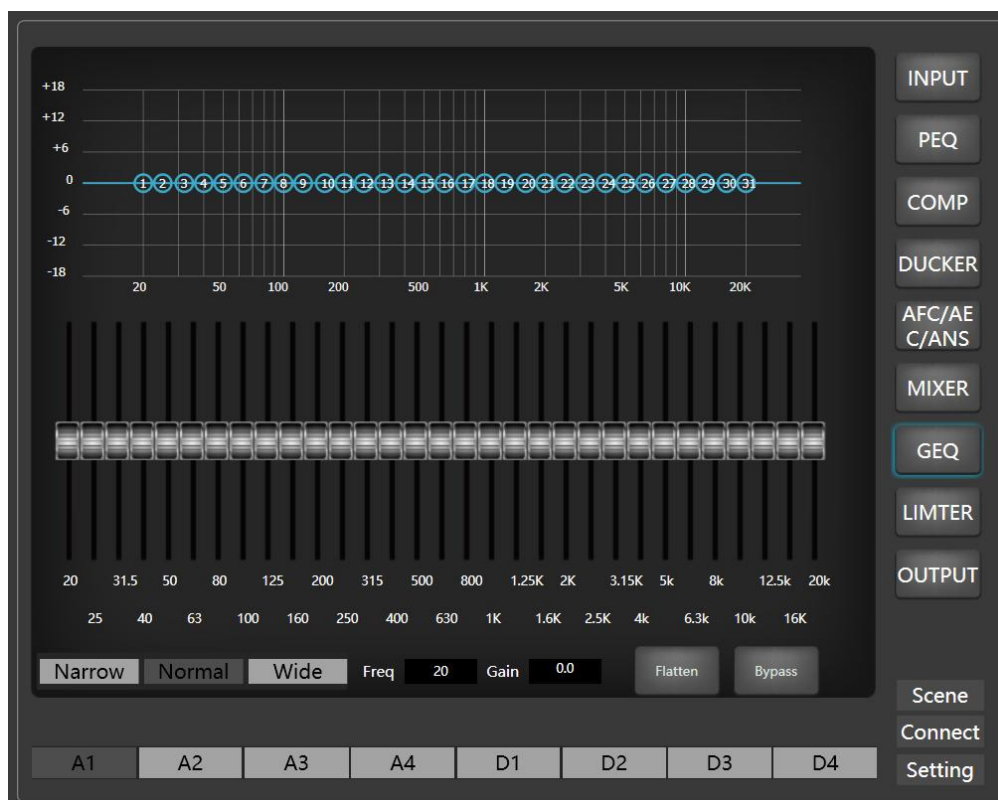 +18
+12
+6
0
-6
-12
-18
1 2 3 4 5 6 7 8 9 10 11 12 13 14 15 16 17 18 19 20 21 22 23 24 25 26 27 28 29 30 31
20 50 100 200 500 1K 2K 5K 10K 20K
20 31.5 50 80 125 200 315 500 800 1.25K 2K 3.15K 5k 8k 12.5k 20k
25 40 63 100 160 250 400 630 1K 1.6K 2.5K 4k 6.3k 10k 16K
Narrow Normal Wide Freq 20 Gain 0.0 Flatten Bypass
A1 A2 A3 A4 D1 D2 D3 D4
INPUT
PEQ
COMP
DUCKER
AFC/AE
C/ANS
MIXER
GEQ
LIMTER
OUTPUT
Scene
Connect
Setting